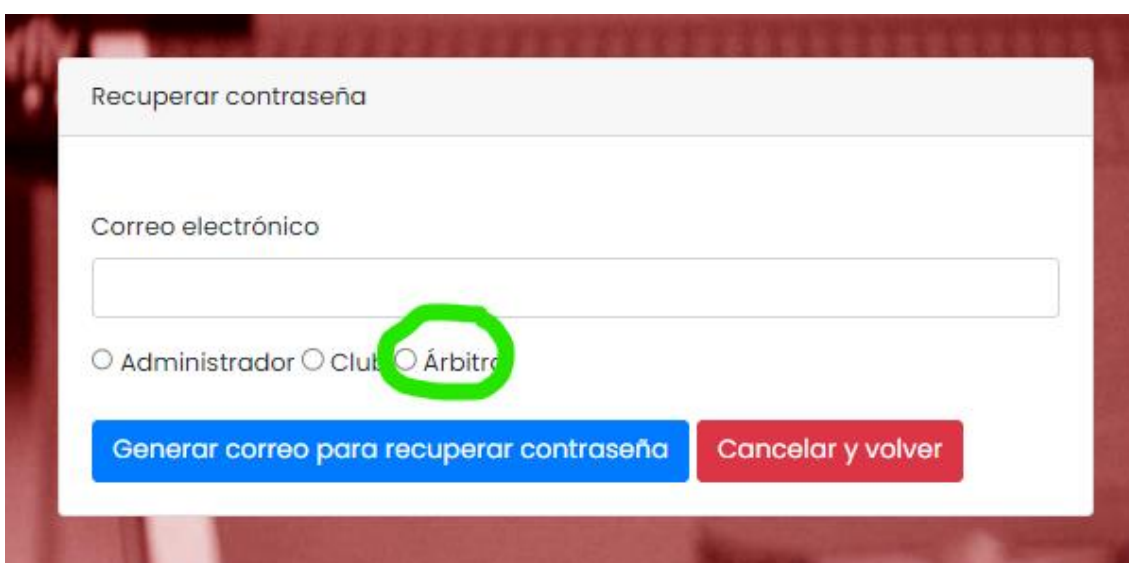 Recuperar contraseña
Correo electrónico
Administrador Club Árbitro
Generar correo para recuperar contraseña Cancelar y volver